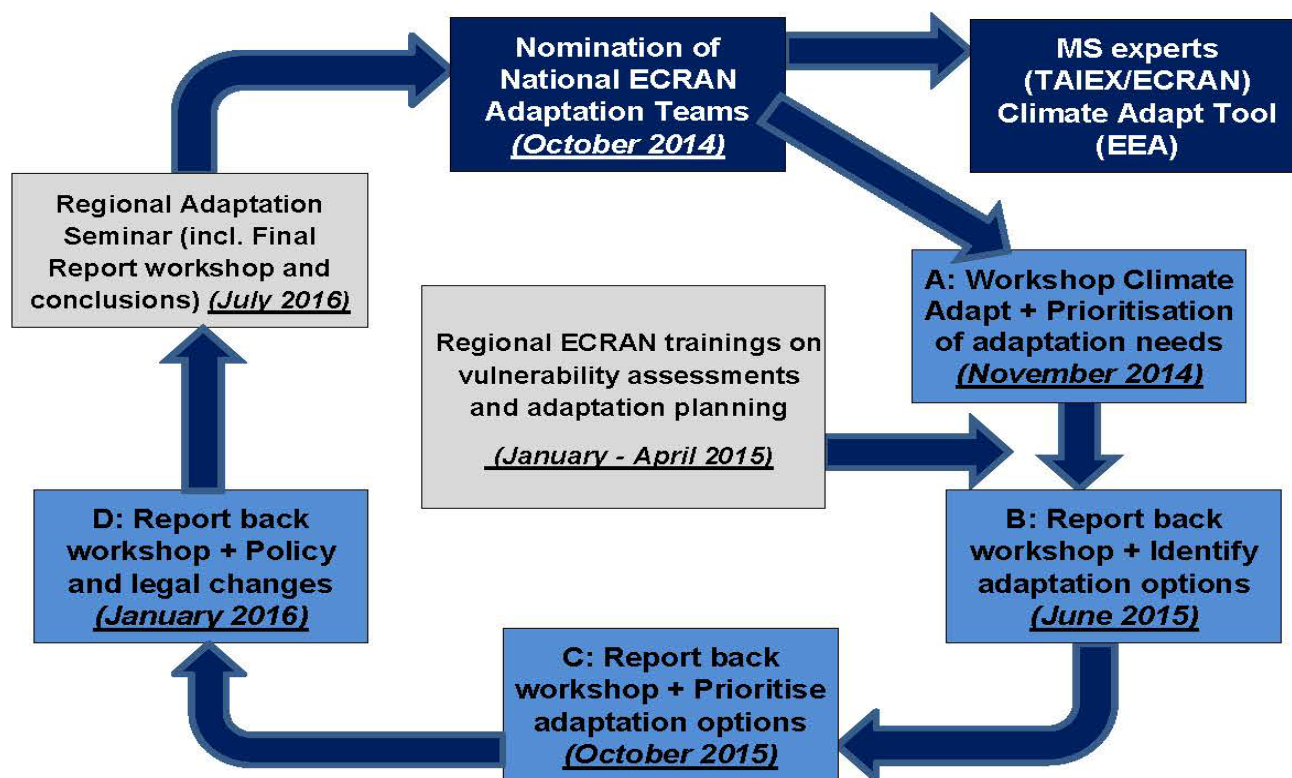 Nomination of
National ECRAN
Adaptation Teams
(October 2014)
MS experts
(TAIEX/ECRAN)
Climate Adapt Tool
(EEA)
Regional Adaptation
Seminar (incl. Final
Report workshop and
conclusions) (July 2016)
A: Workshop Climate
Adapt + Prioritisation
of adaptation needs
(November 2014)
Regional ECRAN trainings on
vulnerability assessments
and adaptation planning
(January - April 2015)
D: Report back
workshop + Policy
and legal changes
(January 2016)
B: Report back
workshop + Identify
adaptation options
(June 2015)
C: Report back
workshop + Prioritise
adaptation options
(October 2015)